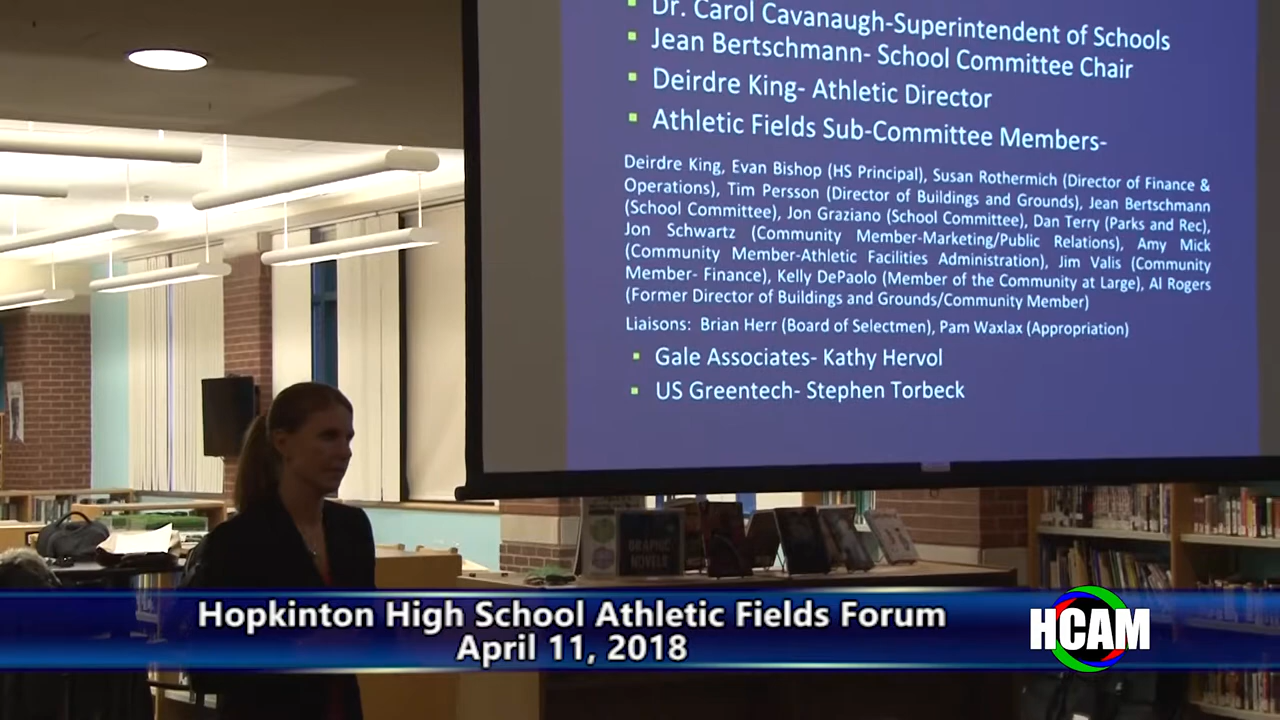 Dr. Carol Cavanaugh-Superintendent of Schools
Jean Bertschmann- School Committee Chair
Deirdre King- Athletic Director
Athletic Fields Sub-Committee Members-
Deirdre King, Evan Bishop (HS Principal), Susan Rothermich (Director of Finance &
Operations), Tim Persson (Director of Buildings and Grounds), Jean Bertschmann
(School Committee), Jon Graziano (School Committee), Dan Terry (Parks and Rec),
Jon Schwartz (Community Member-Marketing/Public Relations), Amy Mick
(Community Member-Athletic Facilities Administration), Jim Valis (Community
Member- Finance), Kelly DePaolo (Member of the Community at Large), Al Rogers
(Former Director of Buildings and Grounds/Community Member)
Liaisons: Brian Herr (Board of Selectmen), Pam Waxlax (Appropriation)
Gale Associates- Kathy Hervol
US Greentech- Stephen Torbeck
GRAPHIC
NOVELS
Hopkinton High School Athletic Fields Forum
April 11, 2018
HCAM